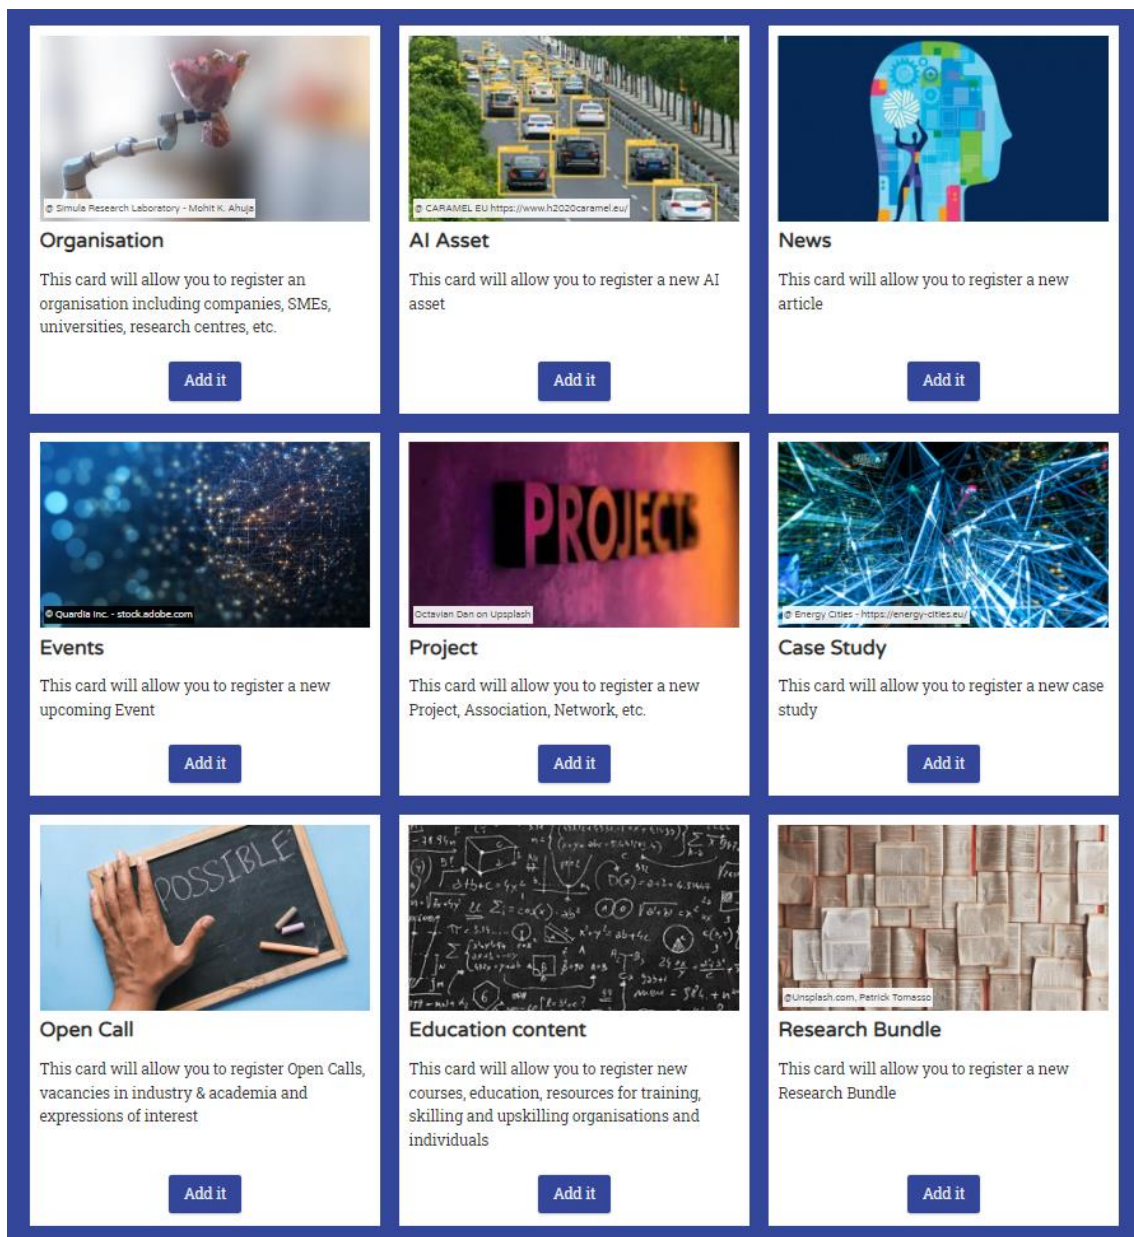 @ Simula Research Laboratory - Mohit K. Ahuja
Organisation
This card will allow you to register an
organisation including companies, SMEs,
universities, research centres, etc.
Add it
@ CARAMEL EU https://www.h2020caramel.eu/
AI Asset
This card will allow you to register a new AI
asset
Add it
News
This card will allow you to register a new
article
Add it
© Quardia Inc. - stock.adobe.com
Events
This card will allow you to register a new
upcoming Event
Add it
PROJECTS
Octavian Dan on Upsplash
Project
This card will allow you to register a new
Project, Association, Network, etc.
Add it
@ Energy Cities - https://energy-cities.eu/
Case Study
This card will allow you to register a new case
study
Add it
POSSIBLE
Open Call
This card will allow you to register Open Calls,
vacancies in industry & academia and
expressions of interest
Add it
Education content
This card will allow you to register new
courses, education, resources for training,
skilling and upskilling organisations and
individuals
Add it
@Unsplash.com, Patrick Tomasso
Research Bundle
This card will allow you to register a new
Research Bundle
Add it